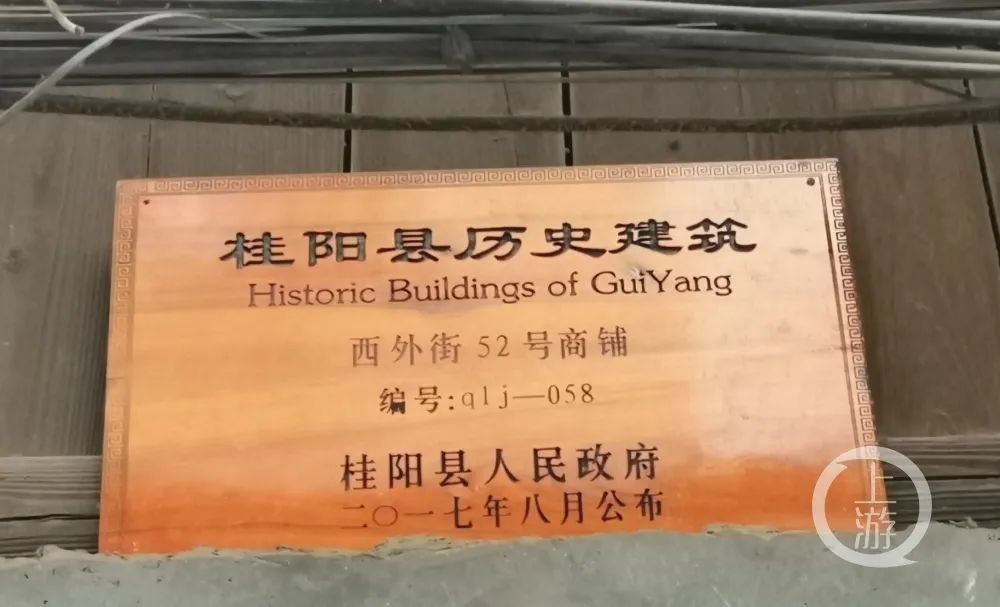 桂阳县历史建筑
Historic Buildings of GuiYang
西外街 52 号商铺
编号:qlj—058
桂阳县人民政府
二〇一七年八月公布
上游